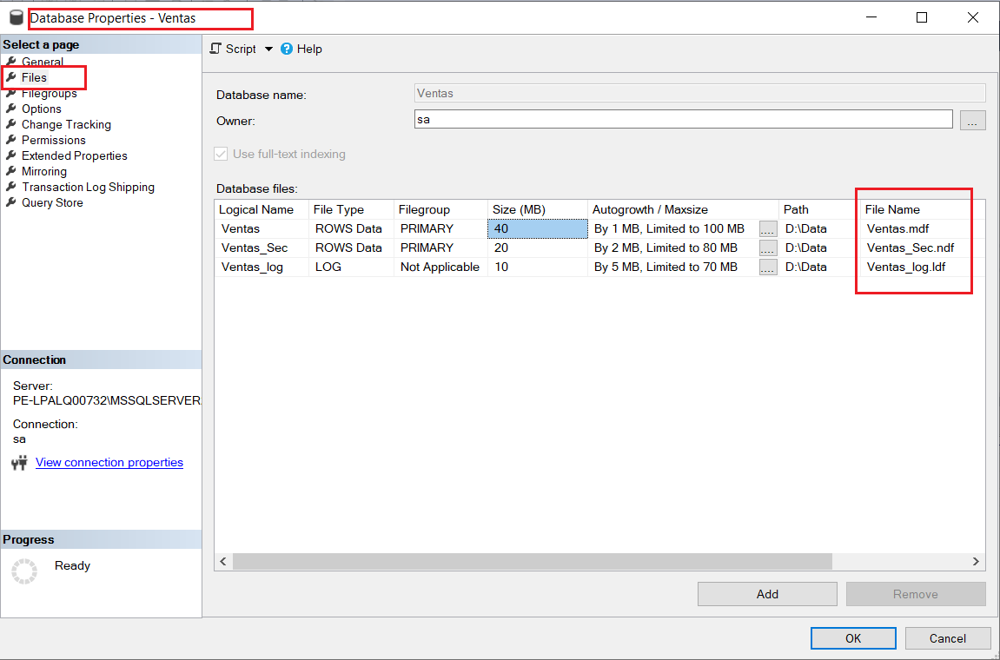 Database Properties - Ventas
Select a page
General
Files
Filegroups
Options
Change Tracking
Permissions
Extended Properties
Mirroring
Transaction Log Shipping
Query Store
Connection
Server:
PE-LPALQ00732\MSSQLSERVER
Connection:
sa
View connection properties
Progress
Ready
Script Help
Database name: Ventas
Owner: sa ...
Use full-text indexing
Database files:
Logical Name File Type Filegroup Size (MB) Autogrowth / Maxsize Path File Name
Ventas ROWS Data PRIMARY 40 By 1 MB, Limited to 100 MB .... D:\Data Ventas.mdf
Ventas_Sec ROWS Data PRIMARY 20 By 2 MB, Limited to 80 MB .... D:\Data Ventas_Sec.ndf
Ventas_log LOG Not Applicable 10 By 5 MB, Limited to 70 MB .... D:\Data Ventas_log.ldf
Add Remove
OK Cancel